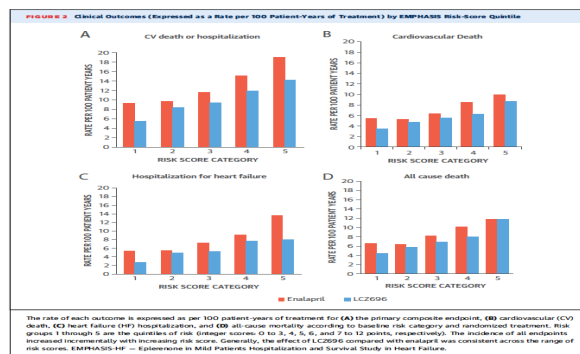 FIGURE 2 Clinical Outcomes (Expressed as a Rate per 100 Patient-Years of Treatment) by EMPHASIS Risk-Score Quintile
A
CV death or hospitalization
RATE PER 100 PATIENT YEARS
20
18
16
14
12
10
8
6
4
2
0
1 2 3 4 5
RISK SCORE CATEGORY
B
Cardiovascular Death
RATE PER 100 PATIENT YEARS
20
18
16
14
12
10
8
6
4
2
0
1 2 3 4 5
RISK SCORE CATEGORY
C
Hospitalization for heart failure
RATE PER 100 PATIENT YEARS
20
18
16
14
12
10
8
6
4
2
0
1 2 3 4 5
RISK SCORE CATEGORY
D
All cause death
RATE PER 100 PATIENT YEARS
20
18
16
14
12
10
8
6
4
2
0
1 2 3 4 5
RISK SCORE CATEGORY
Enalapril LCZ696
The rate of each outcome is expressed as per 100 patient-years of treatment for (A) the primary composite endpoint, (B) cardiovascular (CV)
death, (C) heart failure (HF) hospitalization, and (D) all-cause mortality according to baseline risk category and randomized treatment. Risk
groups 1 through 5 are the quintiles of risk (integer scores: 0 to 3, 4, 5, 6, and 7 to 12 points, respectively). The incidence of all endpoints
increased incrementally with increasing risk score. Generally, the effect of LCZ696 compared with enalapril was consistent across the range of
risk scores. EMPHASIS-HF = Eplerenone in Mild Patients Hospitalization and Survival Study in Heart Failure.